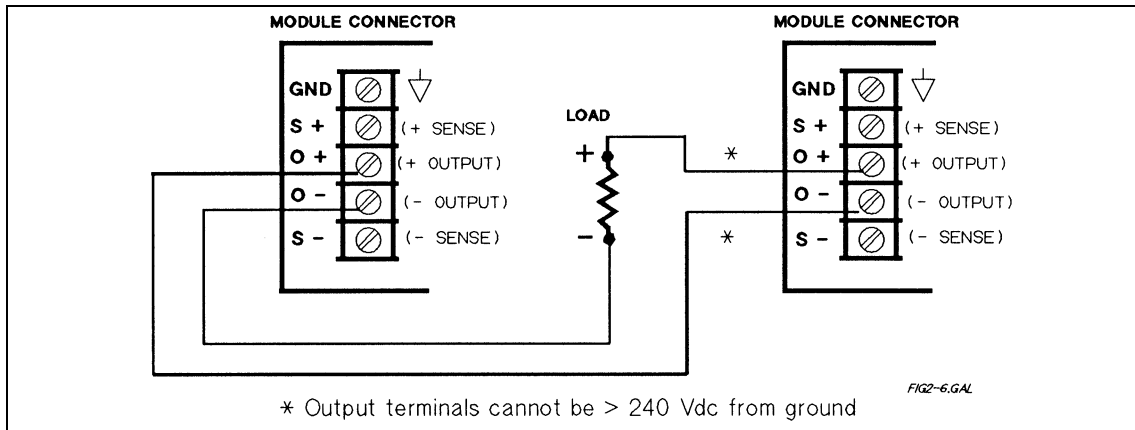 MODULE CONNECTOR
GND
S +
(+ SENSE)
O +
(+ OUTPUT)
O -
(- OUTPUT)
S -
(- SENSE)
LOAD
+
-
*
*
MODULE CONNECTOR
GND
S +
(+ SENSE)
O +
(+ OUTPUT)
O -
(- OUTPUT)
S -
(- SENSE)
FIG2-6.GAL
* Output terminals cannot be > 240 Vdc from ground